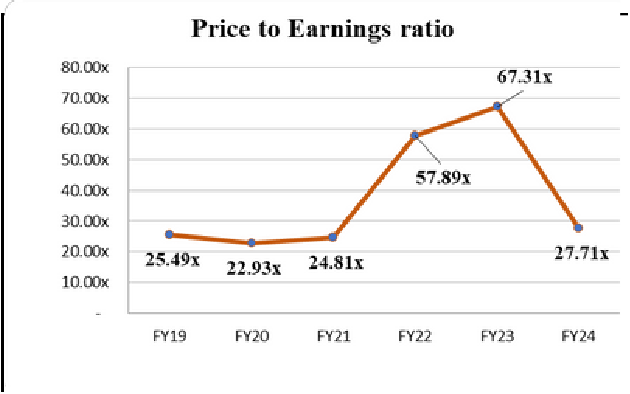 Price to Earnings ratio
80.00x
70.00x
60.00x
50.00x
40.00x
30.00x
20.00x
10.00x
-
25.49x
22.93x
24.81x
57.89x
67.31x
27.71x
FY19 FY20 FY21 FY22 FY23 FY24